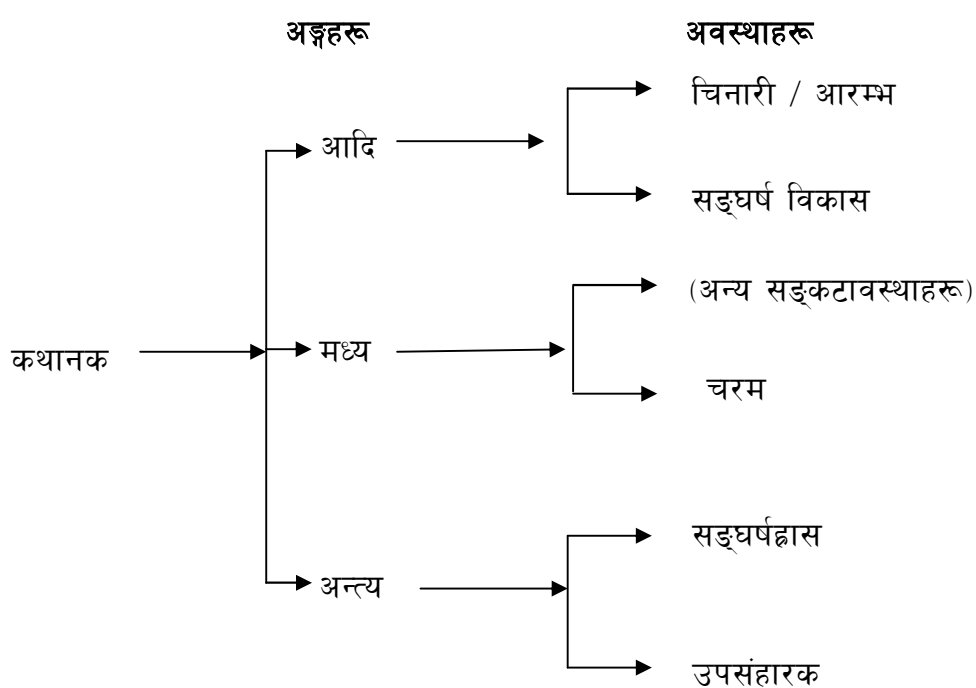 अङ्गहरू अवस्थाहरू
चिनारी / आरम्भ
आदि
सङ्घर्ष विकास
(अन्य सङ्कटावस्थाहरू)
कथानक मध्य
चरम
सङ्घर्षह्रास
अन्त्य
उपसंहारक